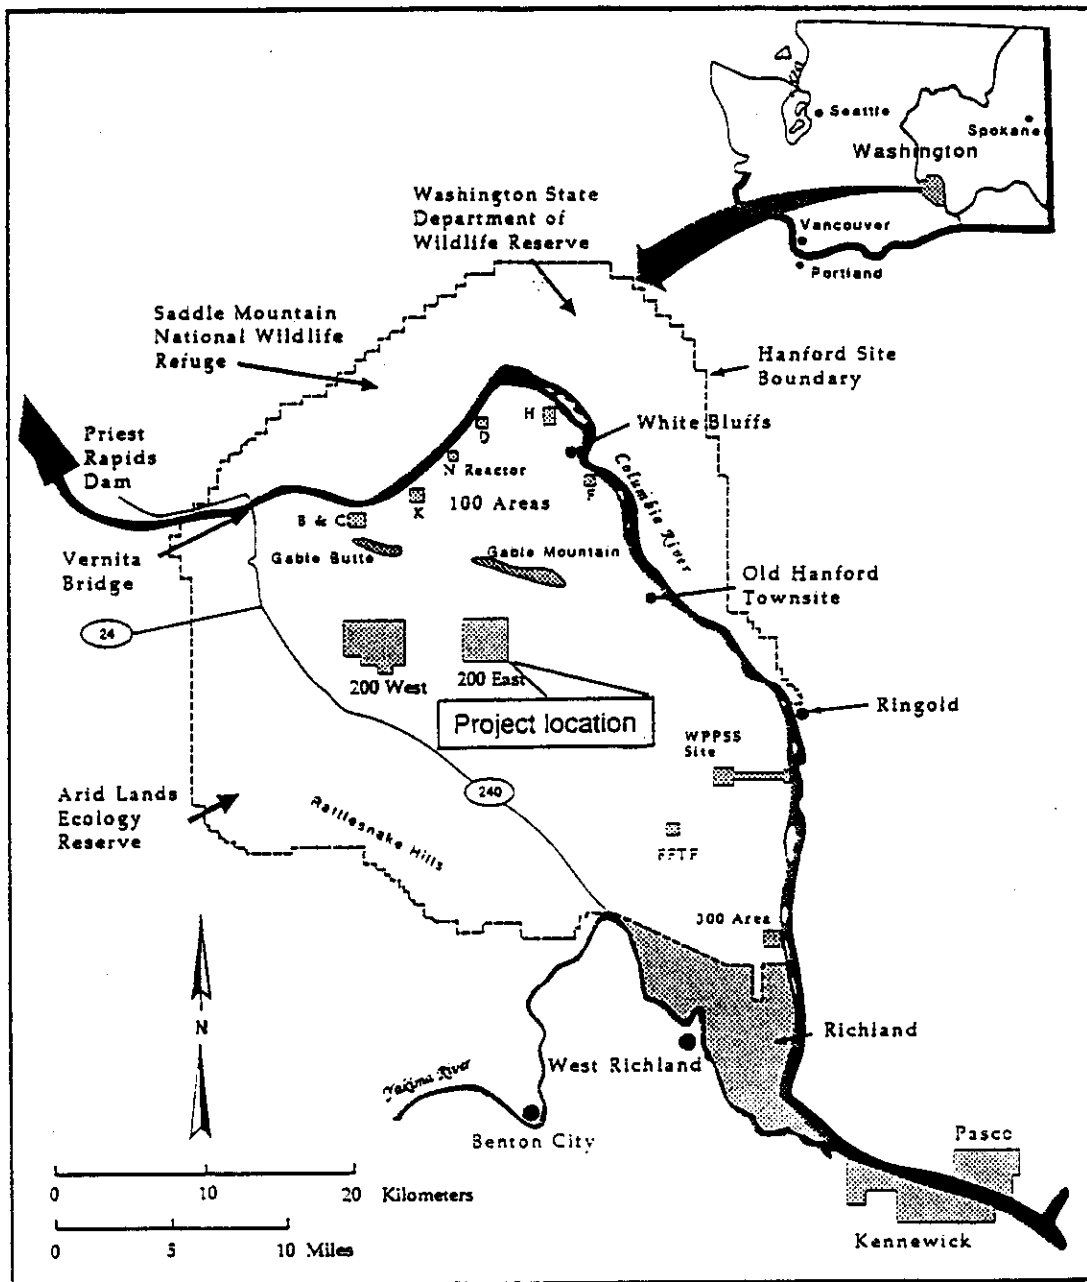 Seattle
Spokane
Washington
Vancouver
Portland
Washington State
Department of
Wildlife Reserve
Saddle Mountain
National Wildlife
Refuge
Hanford Site
Boundary
H
D
White Bluffs
Priest
Rapids
Dam
N Reactor
Columbia River
F
K
100 Areas
B & C
Gable Butte
Gable Mountain
Vernita
Bridge
Old Hanford
Townsite
24
200 West
200 East
Project location
Ringold
WPPSS
Site
Arid Lands
Ecology
Reserve
240
Rattlesnake Hills
FFTF
300 Area
N
Richland
West Richland
Yakima River
Benton City
Pasco
0 10 20 Kilometers
Kennewick
0 5 10 Miles